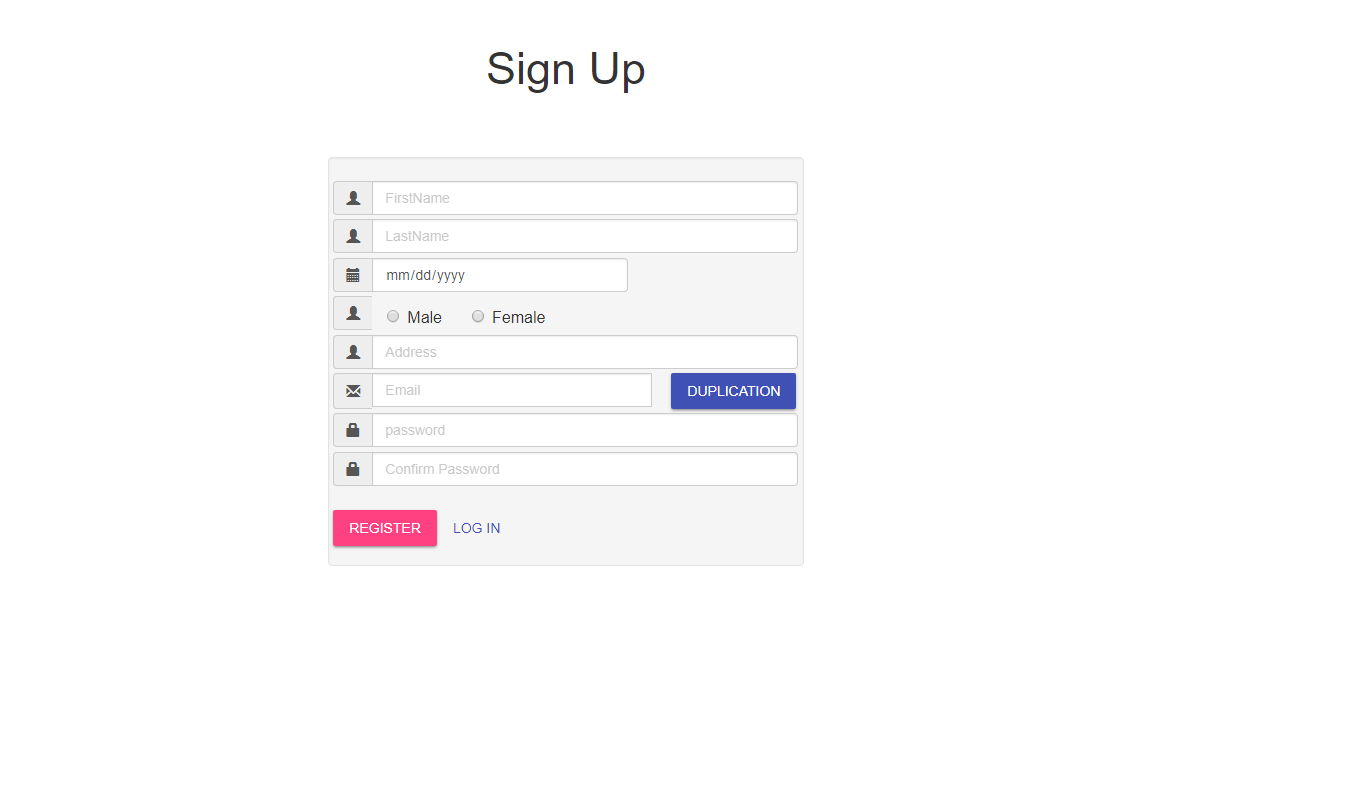 Sign Up
FirstName
LastName
mm/dd/yyyy
Male Female
Address
Email DUPLICATION
password
Confirm Password
REGISTER LOG IN